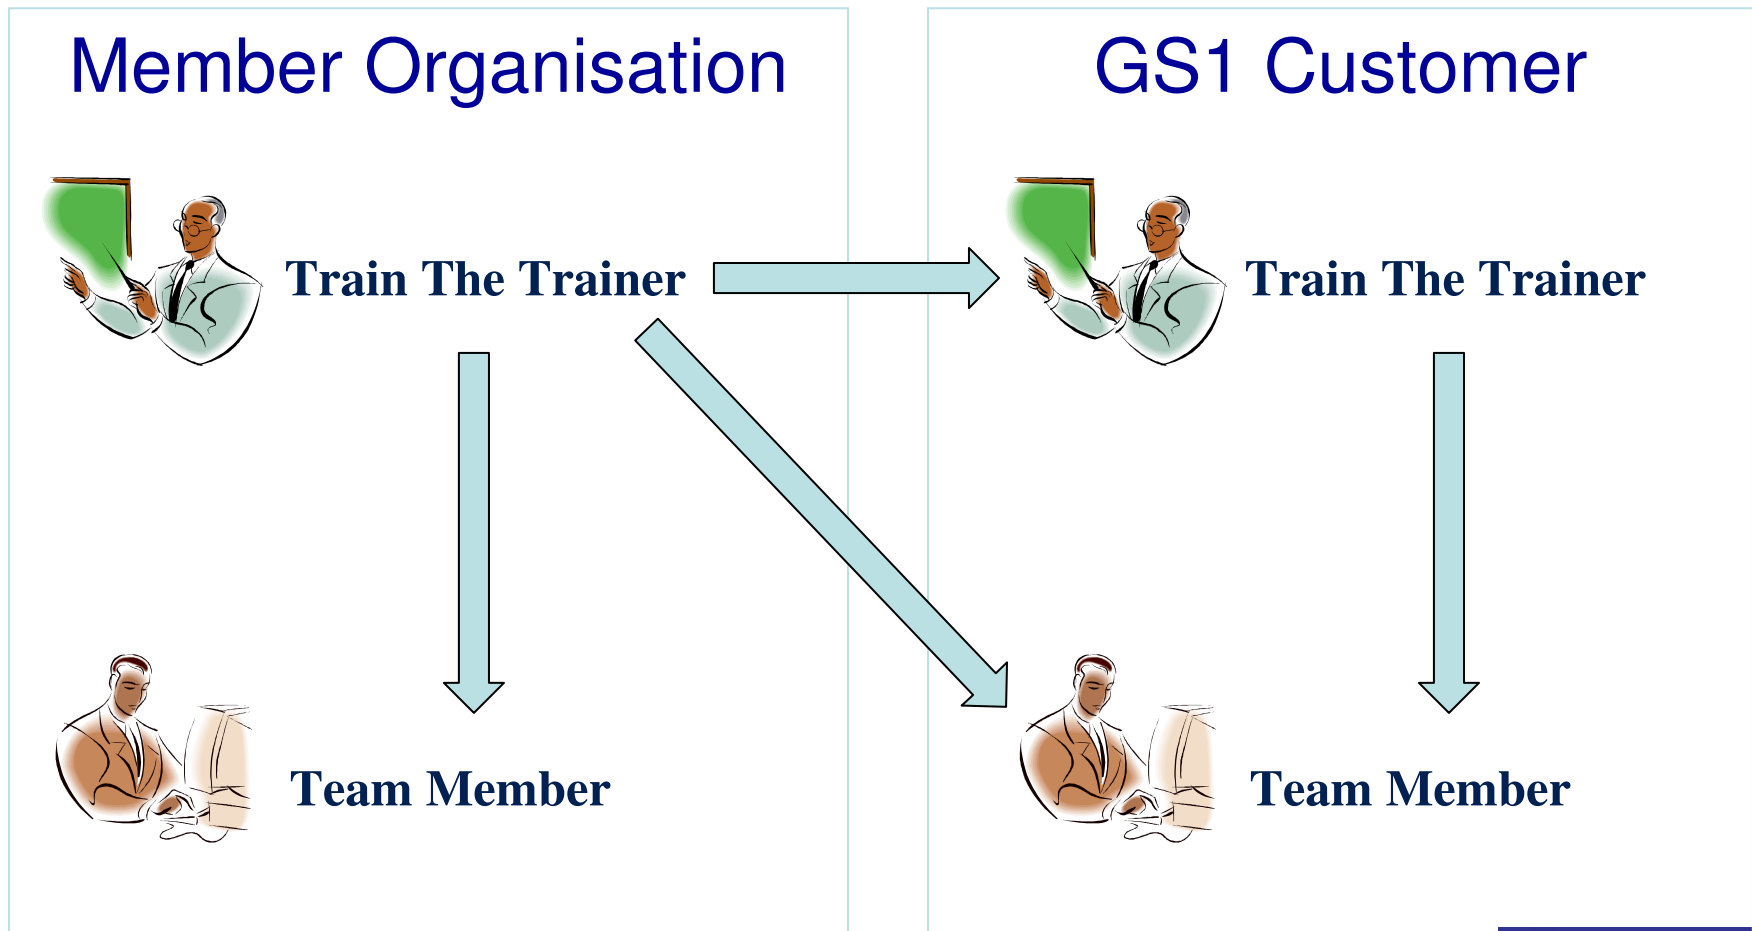 Member Organisation
GS1 Customer
Train The Trainer
Train The Trainer
Team Member
Team Member